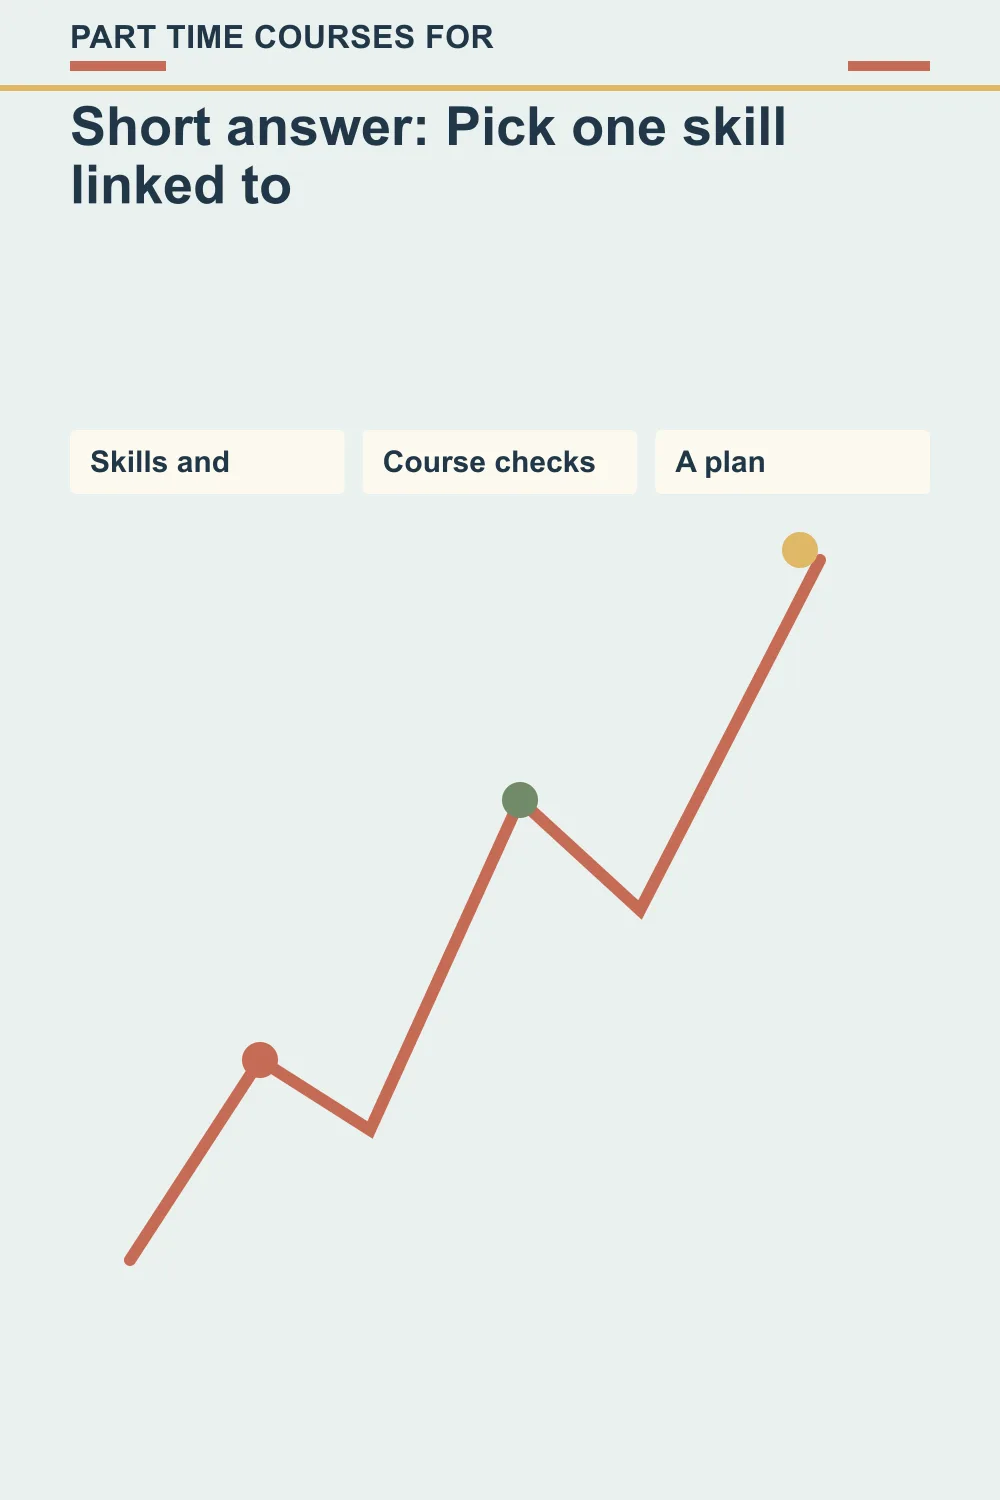 PART TIME COURSES FOR
Short answer: Pick one skill
linked to
Skills and
Course checks
A plan